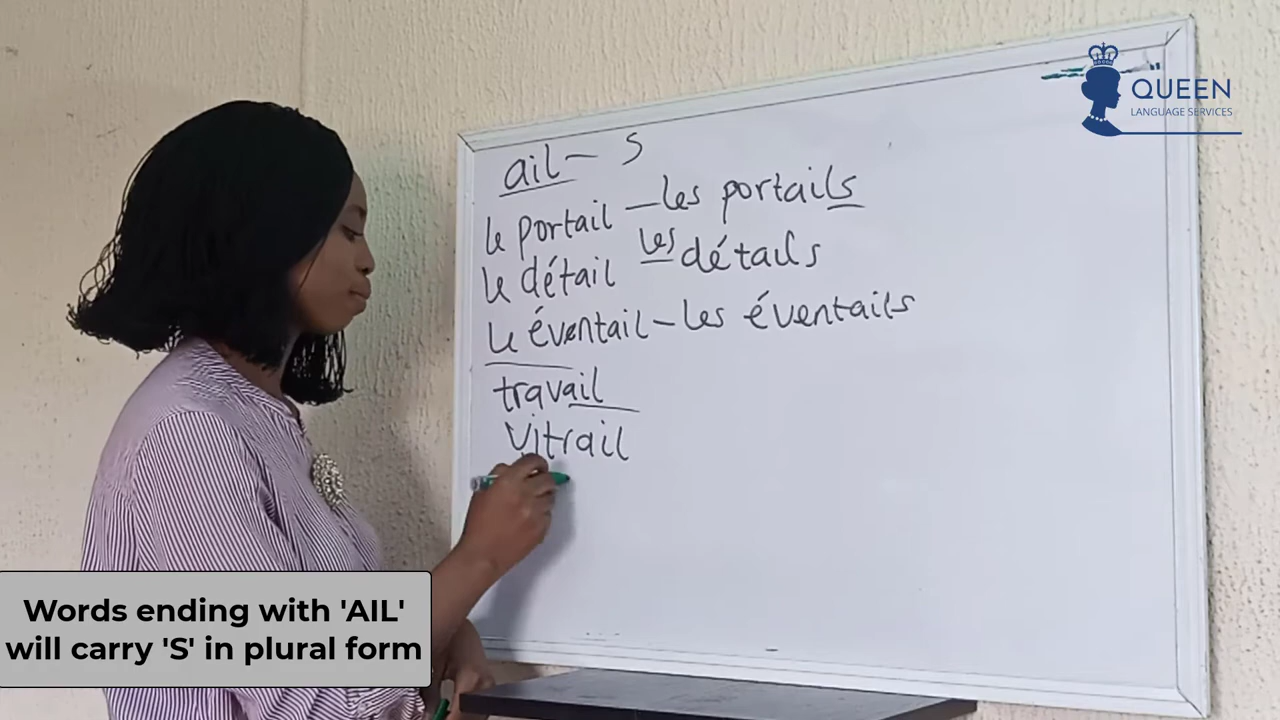 QUEEN
LANGUAGE SERVICES
ail - s
le portail - les portails
le détail les détails
le éventail - les éventails
travail
vitrail
Words ending with 'AIL'
will carry 'S' in plural form